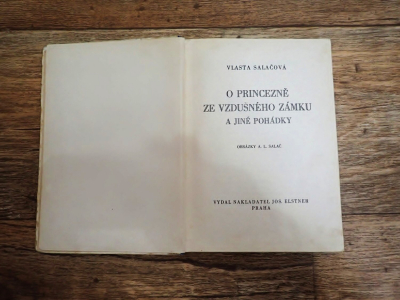 VLASTA SALAČOVÁ
O PRINCEZNĚ
ZE VZDUŠNÉHO ZÁMKU
A JINÉ POHÁDKY
OBRÁZKY A. L. SALAČ
VYDAL NAKLADATEL JOS. ELSTNER
PRAHA